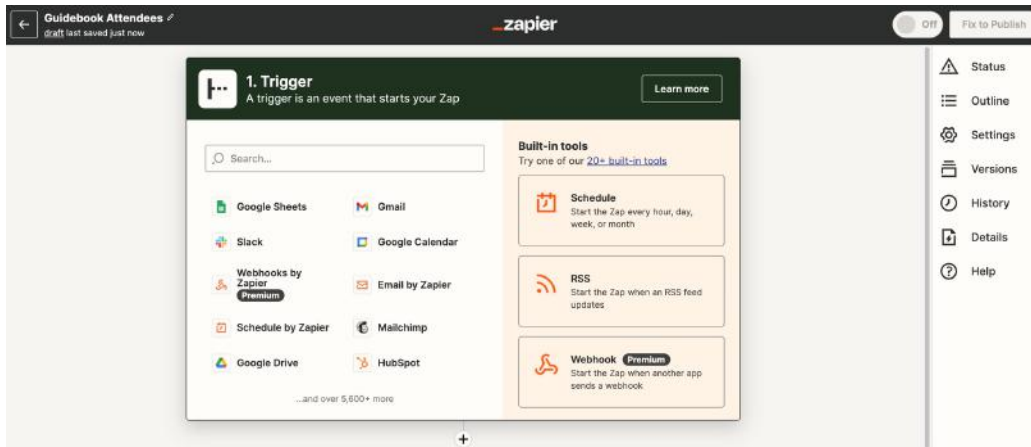 Guidebook Attendees
draft last saved just now
_zapier
Off
Fix to Publish
1. Trigger
A trigger is an event that starts your Zap
Learn more
Search...
Google Sheets
Gmail
Slack
Google Calendar
Webhooks by
Zapier
Premium
Email by Zapier
Schedule by Zapier
Mailchimp
Google Drive
HubSpot
...and over 5,600+ more
Built-in tools
Try one of our 20+ built-in tools
Schedule
Start the Zap every hour, day,
week, or month
RSS
Start the Zap when an RSS feed
updates
Webhook Premium
Start the Zap when another app
sends a webhook
Status
Outline
Settings
Versions
History
Details
Help